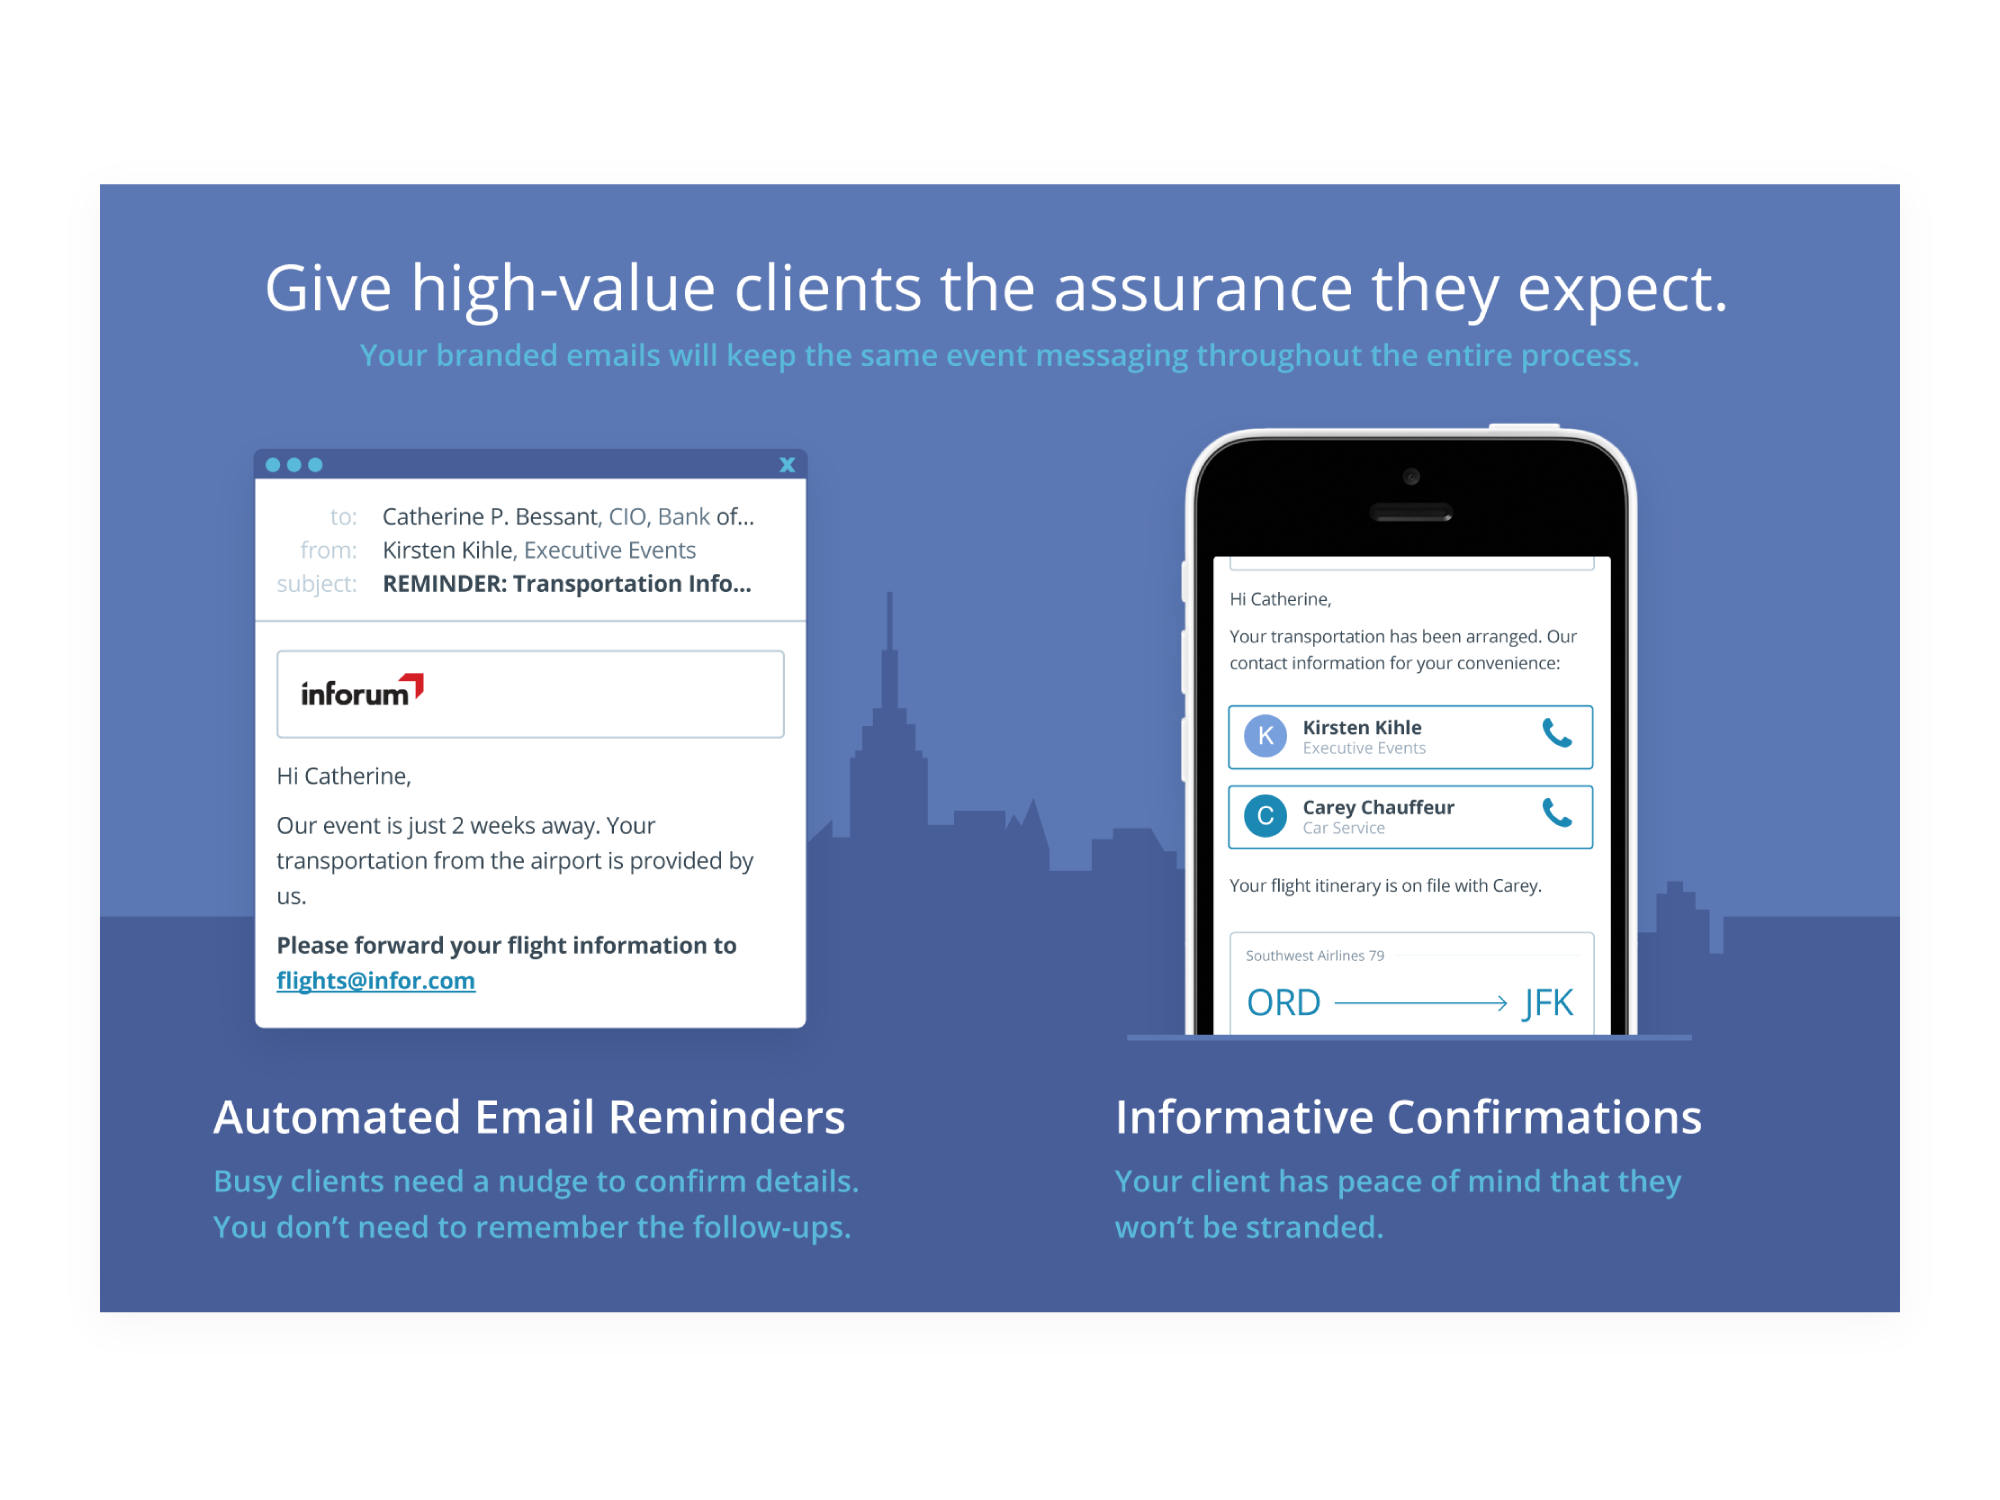 Give high-value clients the assurance they expect.
Your branded emails will keep the same event messaging throughout the entire process.
X
to: Catherine P. Bessant, CIO, Bank of...
from: Kirsten Kihle, Executive Events
subject: REMINDER: Transportation Info...
inforum
Hi Catherine,
Our event is just 2 weeks away. Your
transportation from the airport is provided by
us.
Please forward your flight information to
flights@infor.com
Hi Catherine,
Your transportation has been arranged. Our
contact information for your convenience:
K
Kirsten Kihle
Executive Events
C
Carey Chauffeur
Car Service
Your flight itinerary is on file with Carey.
Southwest Airlines 79
ORD JFK
Automated Email Reminders
Busy clients need a nudge to confirm details.
You don’t need to remember the follow-ups.
Informative Confirmations
Your client has peace of mind that they
won’t be stranded.